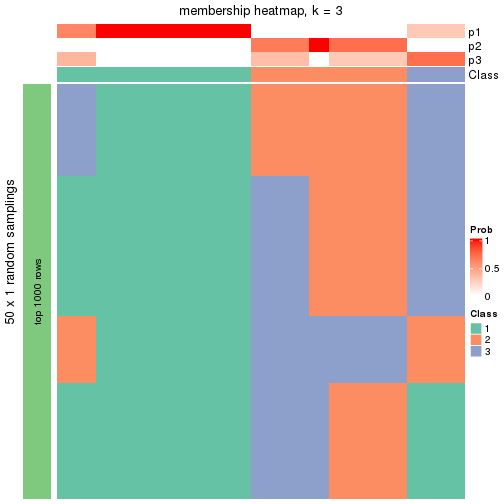 membership heatmap, k = 3
p1
p2
p3
Class
50 x 1 random samplings
top 1000 rows
Prob
1
0.5
0
Class
1
2
3